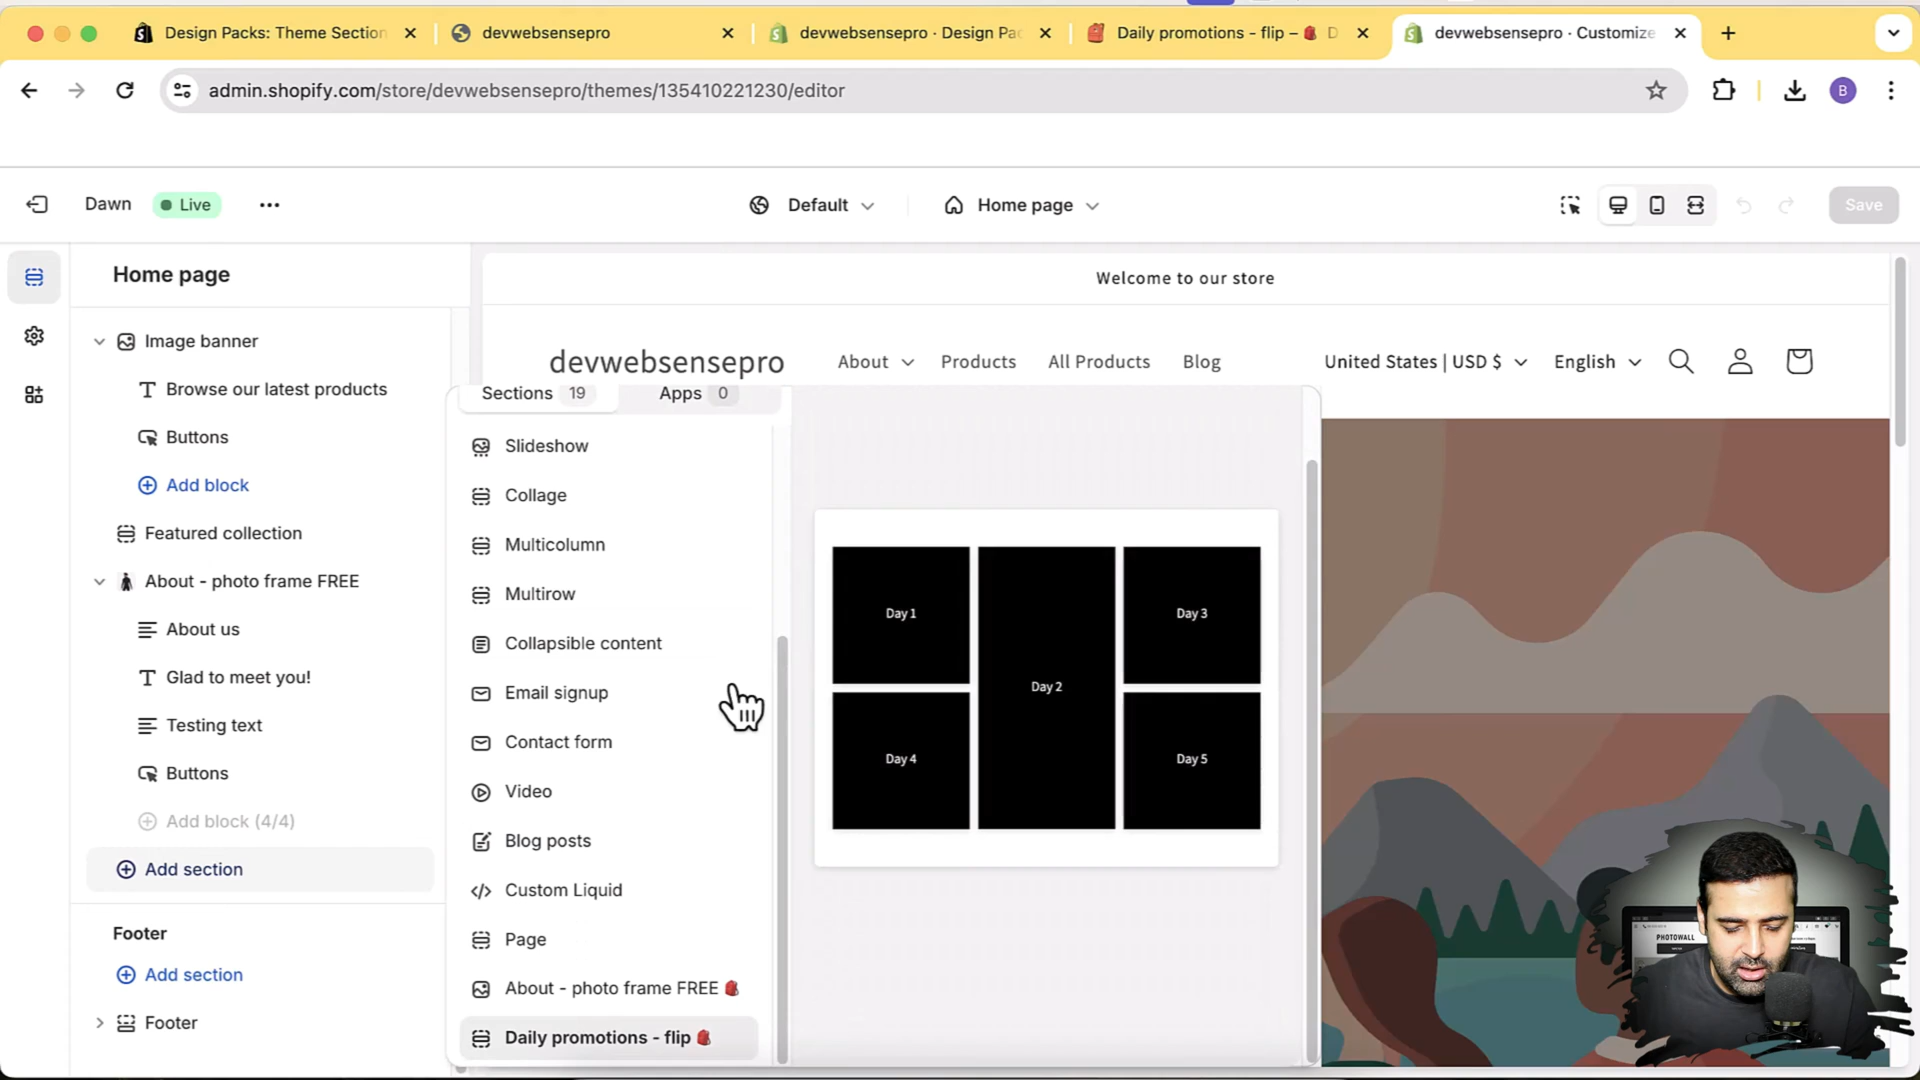 Design Packs: Theme Section
devwebsensepro
devwebsensepro · Design Pa
Daily promotions - flip – D
devwebsensepro · Customize
admin.shopify.com/store/devwebsensepro/themes/135410221230/editor
B
Dawn
Live
Default
Home page
Save
Home page
Image banner
Browse our latest products
Buttons
Add block
Featured collection
About - photo frame FREE
About us
Glad to meet you!
Testing text
Buttons
Add block (4/4)
Add section
Footer
Add section
Footer
Sections 19
Apps 0
Slideshow
Collage
Multicolumn
Multirow
Collapsible content
Email signup
Contact form
Video
Blog posts
Custom Liquid
Page
About - photo frame FREE
Daily promotions - flip
Day 1
Day 2
Day 3
Day 4
Day 5
Welcome to our store
devwebsensepro
About
Products
All Products
Blog
United States | USD $
English
PHOTOWALL